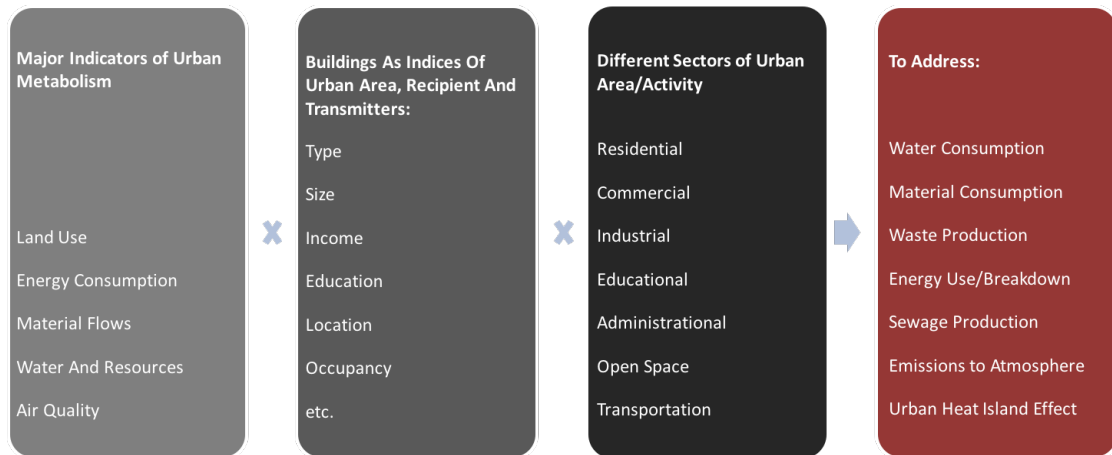 Major Indicators of Urban
Metabolism
Land Use
Energy Consumption
Material Flows
Water And Resources
Air Quality
Buildings As Indices Of
Urban Area, Recipient And
Transmitters:
Type
Size
Income
Education
Location
Occupancy
etc.
Different Sectors of Urban
Area/Activity
Residential
Commercial
Industrial
Educational
Administrational
Open Space
Transportation
To Address:
Water Consumption
Material Consumption
Waste Production
Energy Use/Breakdown
Sewage Production
Emissions to Atmosphere
Urban Heat Island Effect